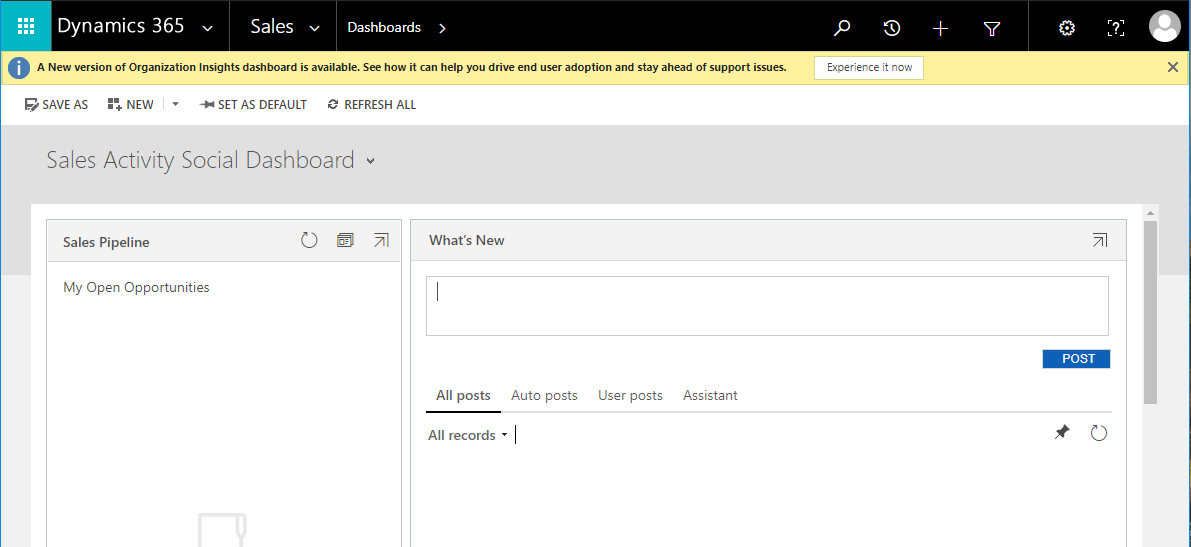 Dynamics 365 Sales Dashboards
A New version of Organization Insights dashboard is available. See how it can help you drive end user adoption and stay ahead of support issues. Experience it now
SAVE AS NEW SET AS DEFAULT REFRESH ALL
Sales Activity Social Dashboard
Sales Pipeline
My Open Opportunities
What's New
POST
All posts Auto posts User posts Assistant
All records